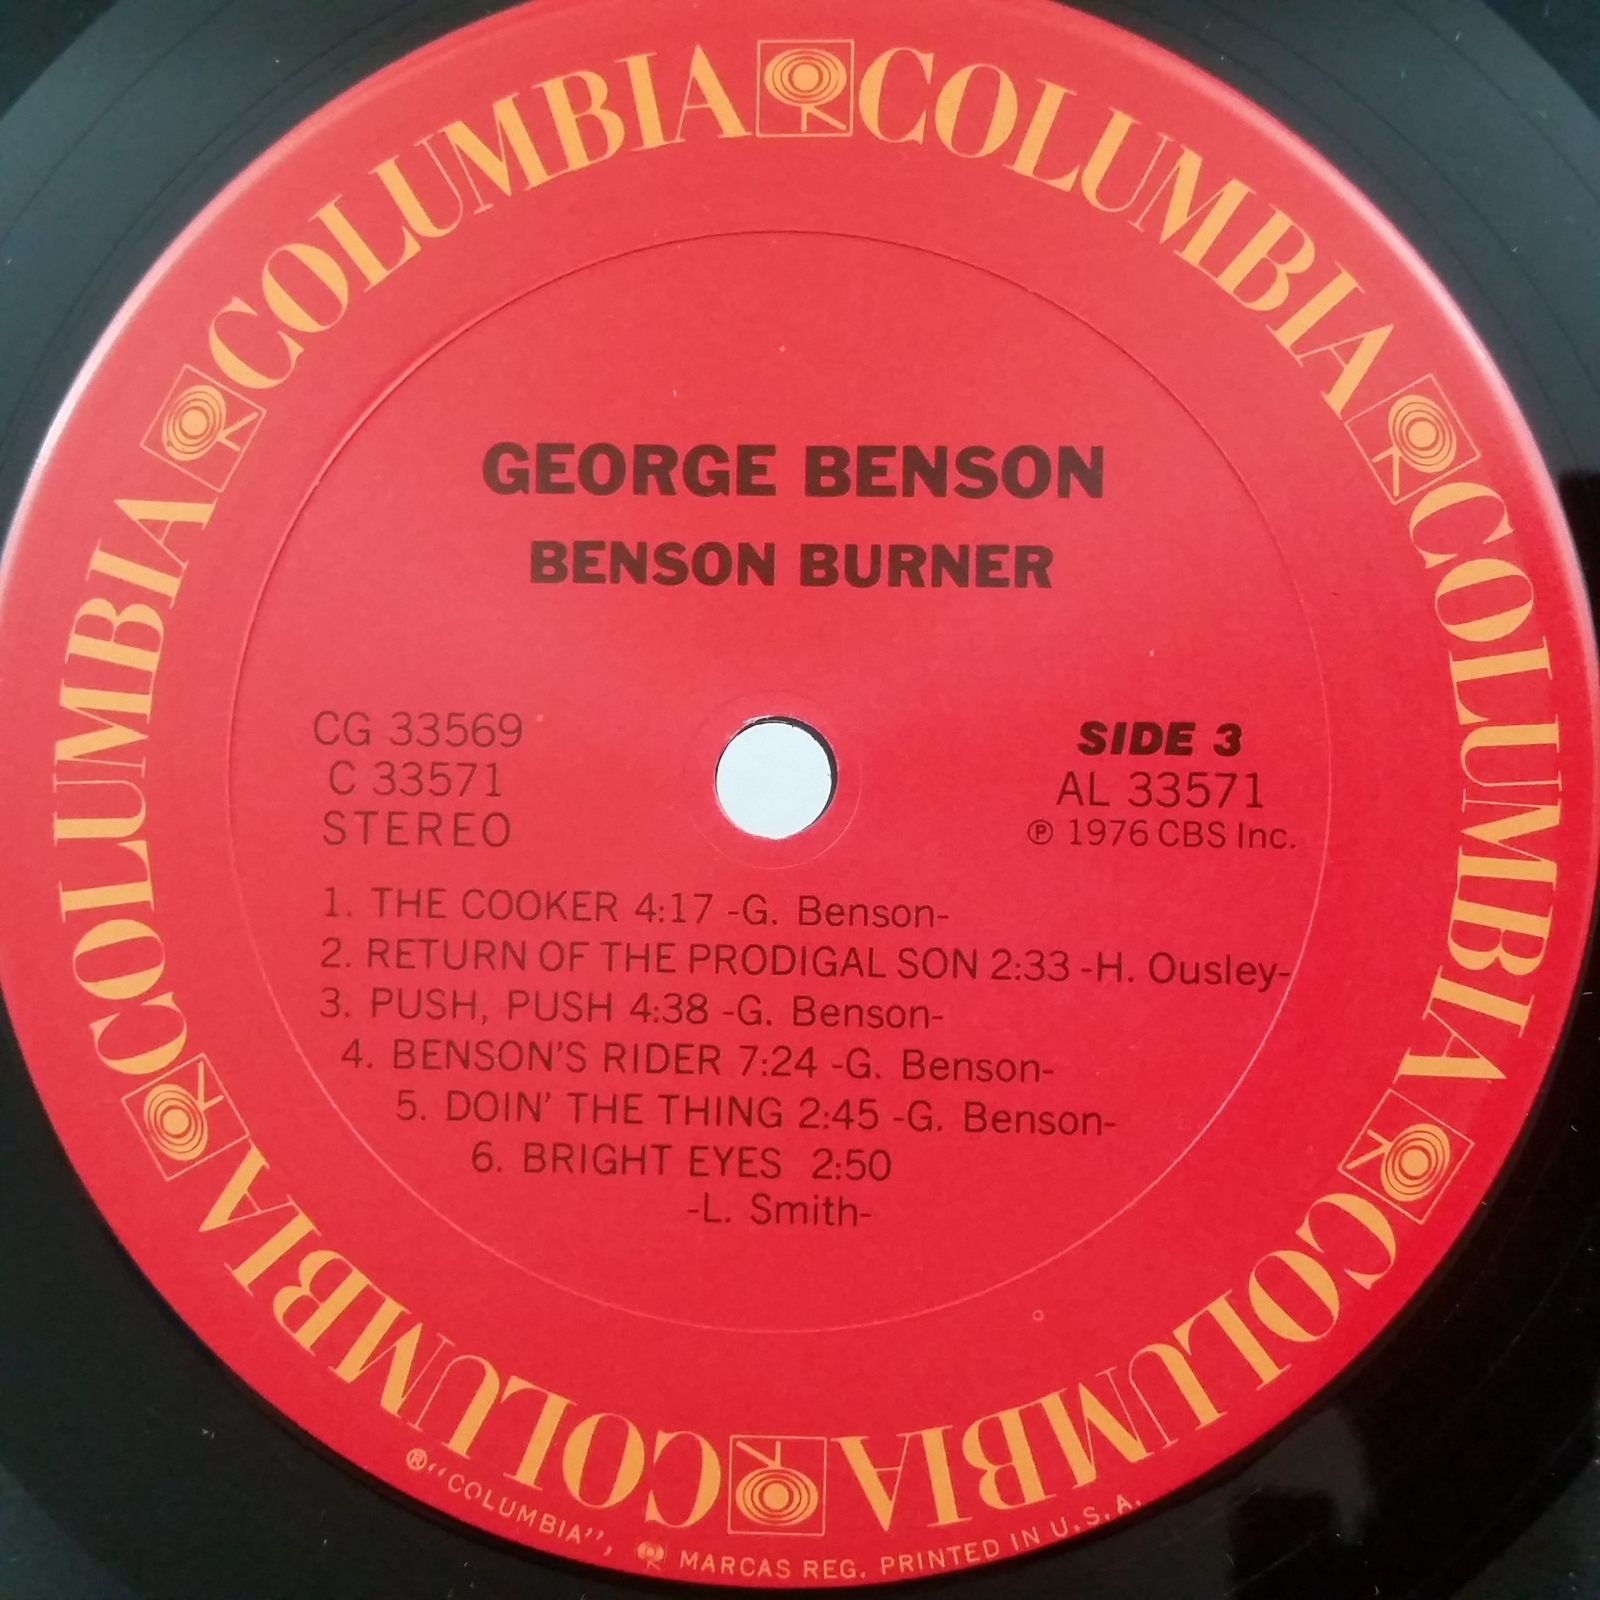 COLUMBIA COLUMBIA COLUMBIA COLUMBIA COLUMBIA COLUMBIA COLUMBIA COLUMBIA
GEORGE BENSON
BENSON BURNER
CG 33569
C 33571
STEREO
SIDE 3
AL 33571
℗ 1976 CBS Inc.
1. THE COOKER 4:17 -G. Benson-
2. RETURN OF THE PRODIGAL SON 2:33 -H. Ousley-
3. PUSH, PUSH 4:38 -G. Benson-
4. BENSON'S RIDER 7:24 -G. Benson-
5. DOIN' THE THING 2:45 -G. Benson-
6. BRIGHT EYES 2:50
-L. Smith-
® "COLUMBIA", MARCAS REG. PRINTED IN U.S.A.